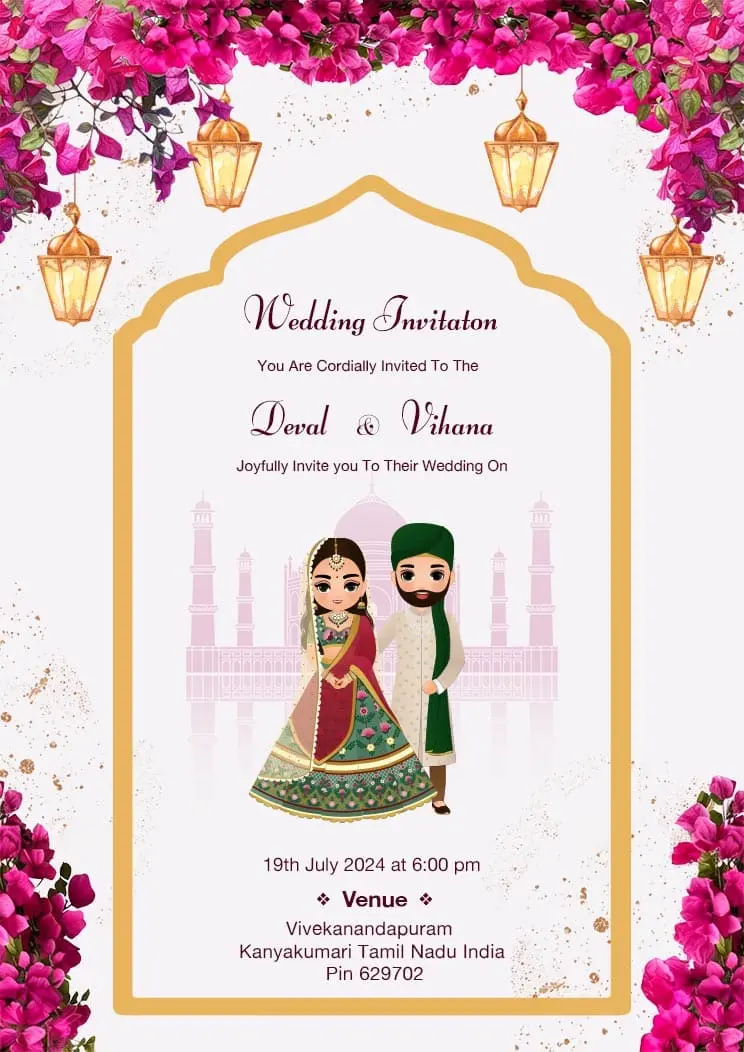 Wedding Invitaton
You Are Cordially Invited To The
Deval & Vihana
Joyfully Invite you To Their Wedding On
19th July 2024 at 6:00 pm
❖ Venue ❖
Vivekanandapuram
Kanyakumari Tamil Nadu India
Pin 629702